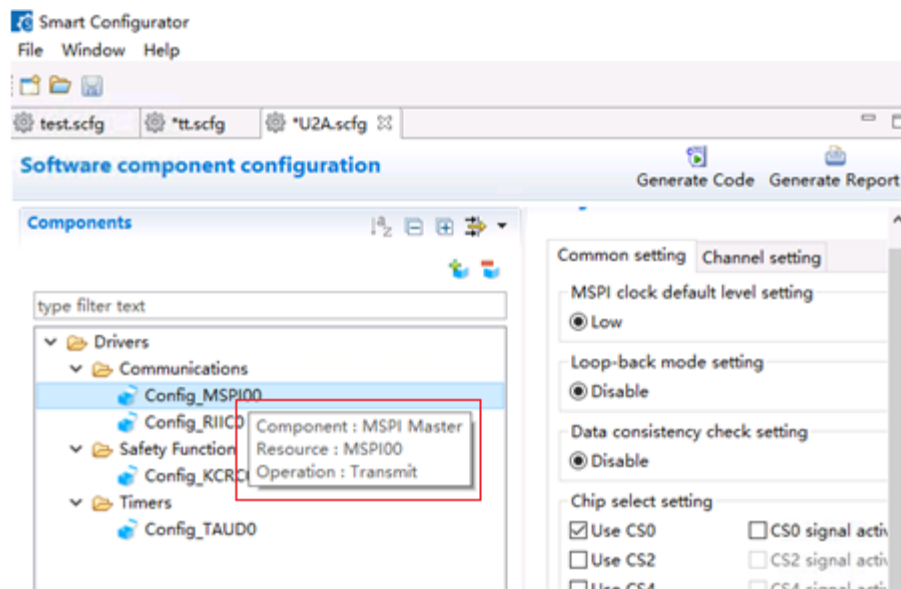 Smart Configurator
File Window Help
test.scfg *tt.scfg *U2A.scfg
Software component configuration
Generate Code Generate Report
Components
type filter text
Drivers
Communications
Config_MSPI00
Config_RIIC0
Safety Function
Config_KCRC
Timers
Config_TAUD0
Component : MSPI Master
Resource : MSPI00
Operation : Transmit
Common setting Channel setting
MSPI clock default level setting
Low
Loop-back mode setting
Disable
Data consistency check setting
Disable
Chip select setting
Use CS0 CS0 signal activ
Use CS2 CS2 signal activ
Use CS4 CS4 signal activ